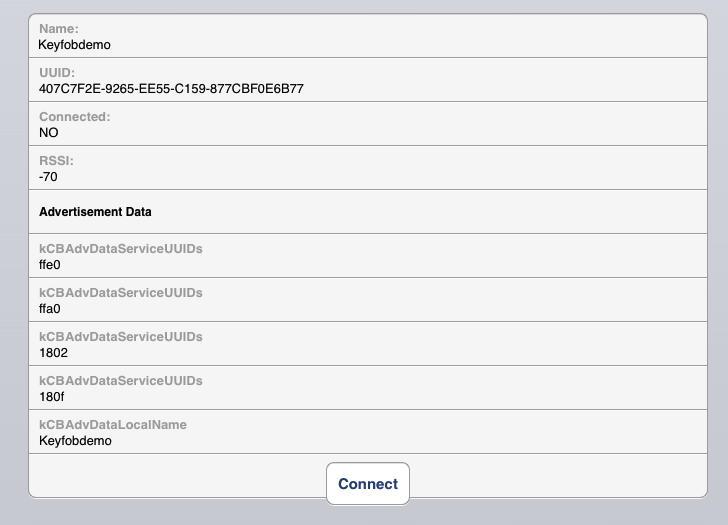 Name:
Keyfobdemo
UUID:
407C7F2E-9265-EE55-C159-877CBF0E6B77
Connected:
NO
RSSI:
-70
Advertisement Data
kCBAdvDataServiceUUIDs
ffe0
kCBAdvDataServiceUUIDs
ffa0
kCBAdvDataServiceUUIDs
1802
kCBAdvDataServiceUUIDs
180f
kCBAdvDataLocalName
Keyfobdemo
Connect